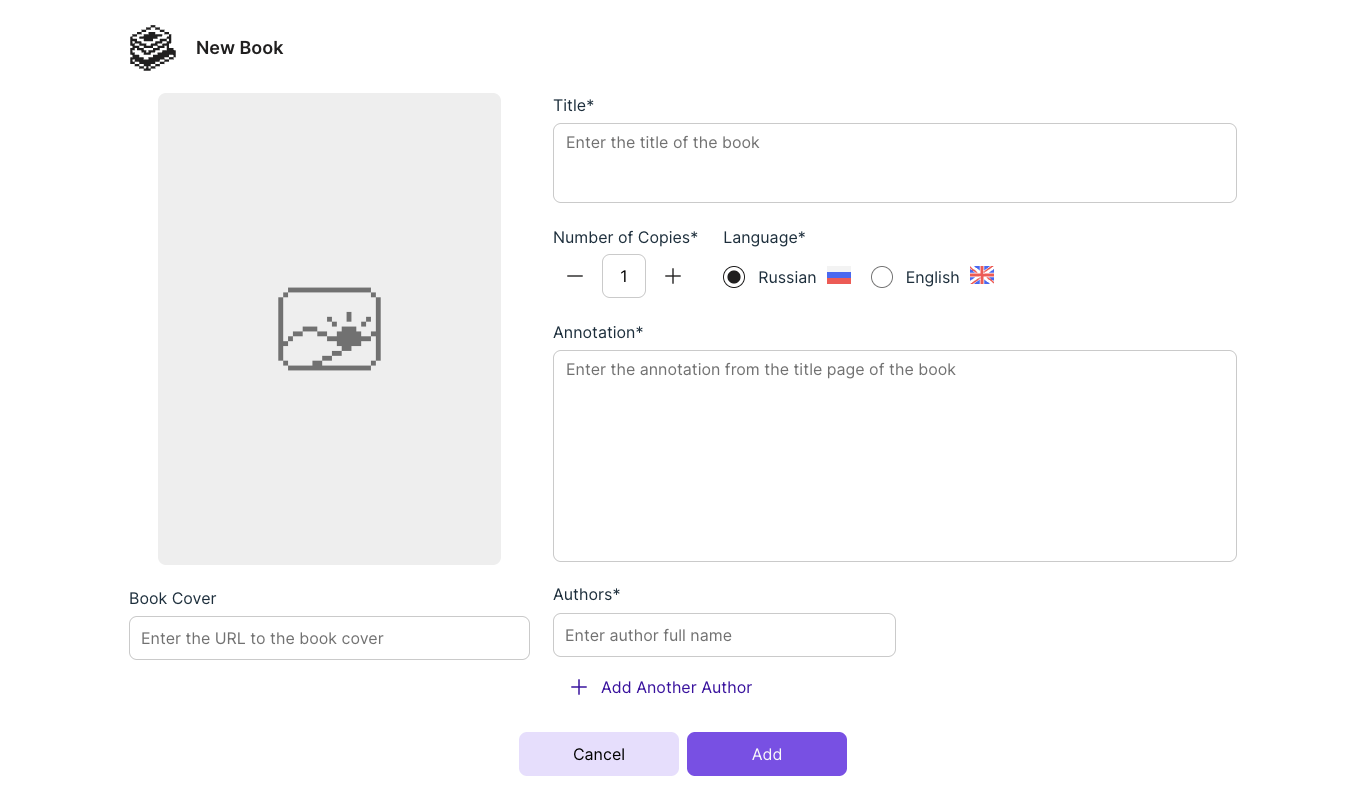 New Book
Title*
Enter the title of the book
Number of Copies*
Language*
1
Russian
English
Annotation*
Enter the annotation from the title page of the book
Book Cover
Enter the URL to the book cover
Authors*
Enter author full name
Add Another Author
Cancel
Add